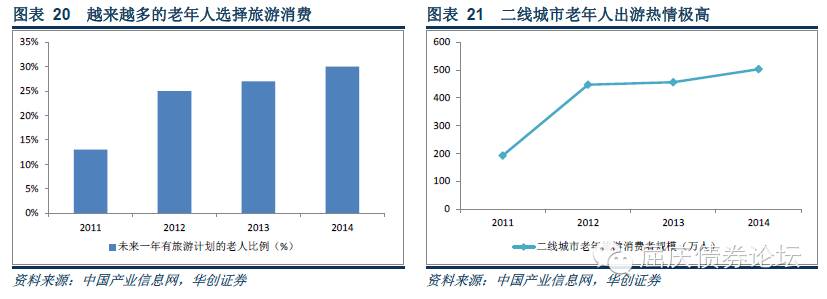 图表 20 越来越多的老年人选择旅游消费
35%
30%
25%
20%
15%
10%
5%
0%
2011 2012 2013 2014
未来一年有旅游计划的老人比例（%）
资料来源：中国产业信息网，华创证券
图表 21 二线城市老年人出游热情极高
600
500
400
300
200
100
0
2011 2012 2013 2014
二线城市老年旅游消费者规模（万人）
资料来源：中国产业信息网，华创证券
屈庆债券论坛